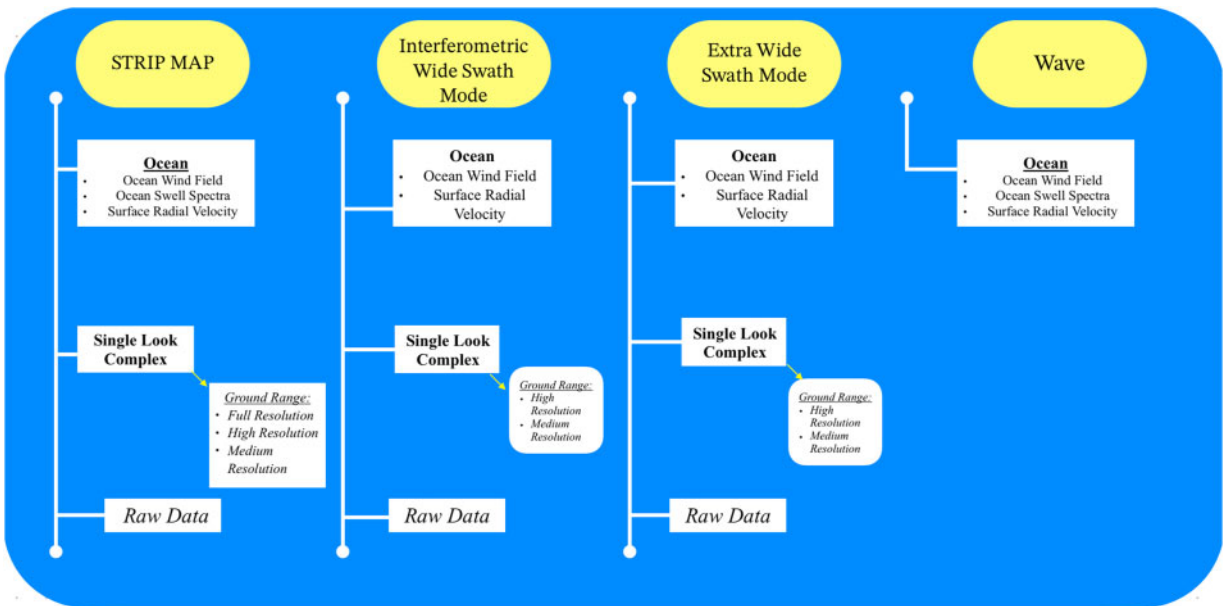 STRIP MAP
Ocean
• Ocean Wind Field
• Ocean Swell Spectra
• Surface Radial Velocity
Single Look
Complex
Ground Range:
• Full Resolution
• High Resolution
• Medium
Resolution
Raw Data
Interferometric
Wide Swath
Mode
Ocean
• Ocean Wind Field
• Surface Radial
Velocity
Single Look
Complex
Ground Range:
• High
Resolution
• Medium
Resolution
Raw Data
Extra Wide
Swath Mode
Ocean
• Ocean Wind Field
• Surface Radial
Velocity
Single Look
Complex
Ground Range:
• High
Resolution
• Medium
Resolution
Raw Data
Wave
Ocean
• Ocean Wind Field
• Ocean Swell Spectra
• Surface Radial Velocity